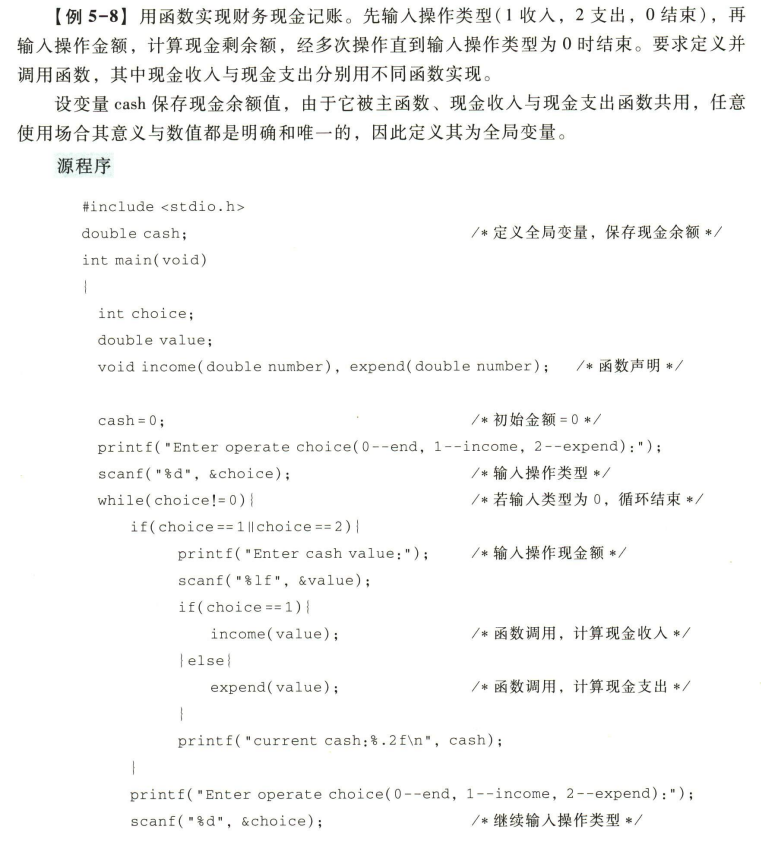 【例 5-8】用函数实现财务现金记账。先输入操作类型(1 收入，2 支出，0 结束)，再
输入操作金额，计算现金剩余额，经多次操作直到输入操作类型为 0 时结束。要求定义并
调用函数，其中现金收入与现金支出分别用不同函数实现。
设变量 cash 保存现金余额值，由于它被主函数、现金收入与现金支出函数共用，任意
使用场合其意义与数值都是明确和唯一的，因此定义其为全局变量。
源程序
#include <stdio.h>
double cash; /* 定义全局变量，保存现金余额 */
int main(void)
{
int choice;
double value;
void income(double number), expend(double number); /* 函数声明 */
cash=0; /* 初始金额=0 */
printf("Enter operate choice(0--end, 1--income, 2--expend):");
scanf("%d", &choice); /* 输入操作类型 */
while(choice!=0){ /* 若输入类型为 0，循环结束 */
if(choice==1||choice==2){
printf("Enter cash value:"); /* 输入操作现金额 */
scanf("%lf", &value);
if(choice==1){
income(value); /* 函数调用，计算现金收入 */
}else{
expend(value); /* 函数调用，计算现金支出 */
}
printf("current cash:%.2f\n", cash);
}
printf("Enter operate choice(0--end, 1--income, 2--expend):");
scanf("%d", &choice); /* 继续输入操作类型 */